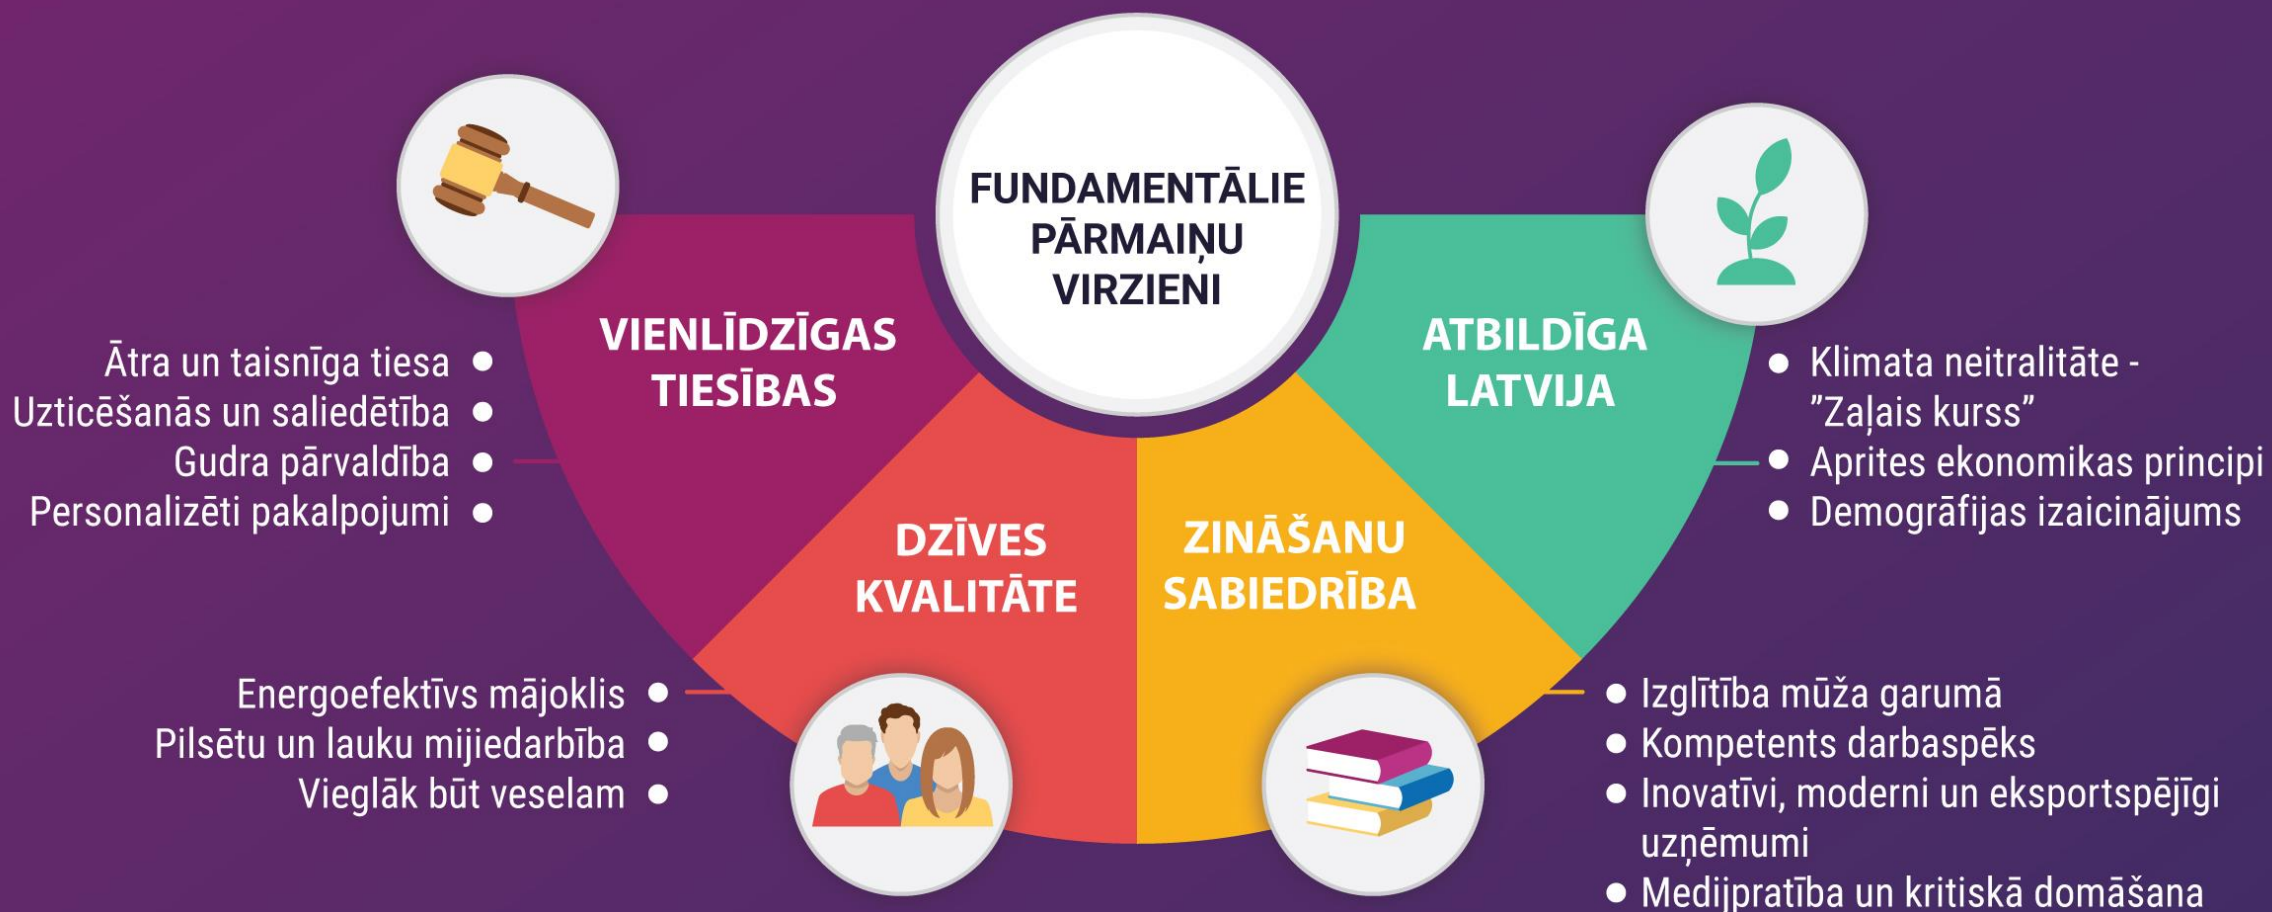 FUNDAMENTĀLIE
PĀRMAIŅU
VIRZIENI
VIENLĪDZĪGAS
TIESĪBAS
Ātra un taisnīga tiesa
Uzticēšanās un saliedētība
Gudra pārvaldība
Personalizēti pakalpojumi
DZĪVES
KVALITĀTE
Energoefektīvs mājoklis
Pilsētu un lauku mijiedarbība
Vieglāk būt veselam
ZINĀŠANU
SABIEDRĪBA
Izglītība mūža garumā
Kompetents darbaspēks
Inovatīvi, moderni un eksportspējīgi
uzņēmumi
Medijpratība un kritiskā domāšana
ATBILDĪGA
LATVIJA
Klimata neitralitāte -
”Zaļais kurss”
Aprites ekonomikas principi
Demogrāfijas izaicinājums